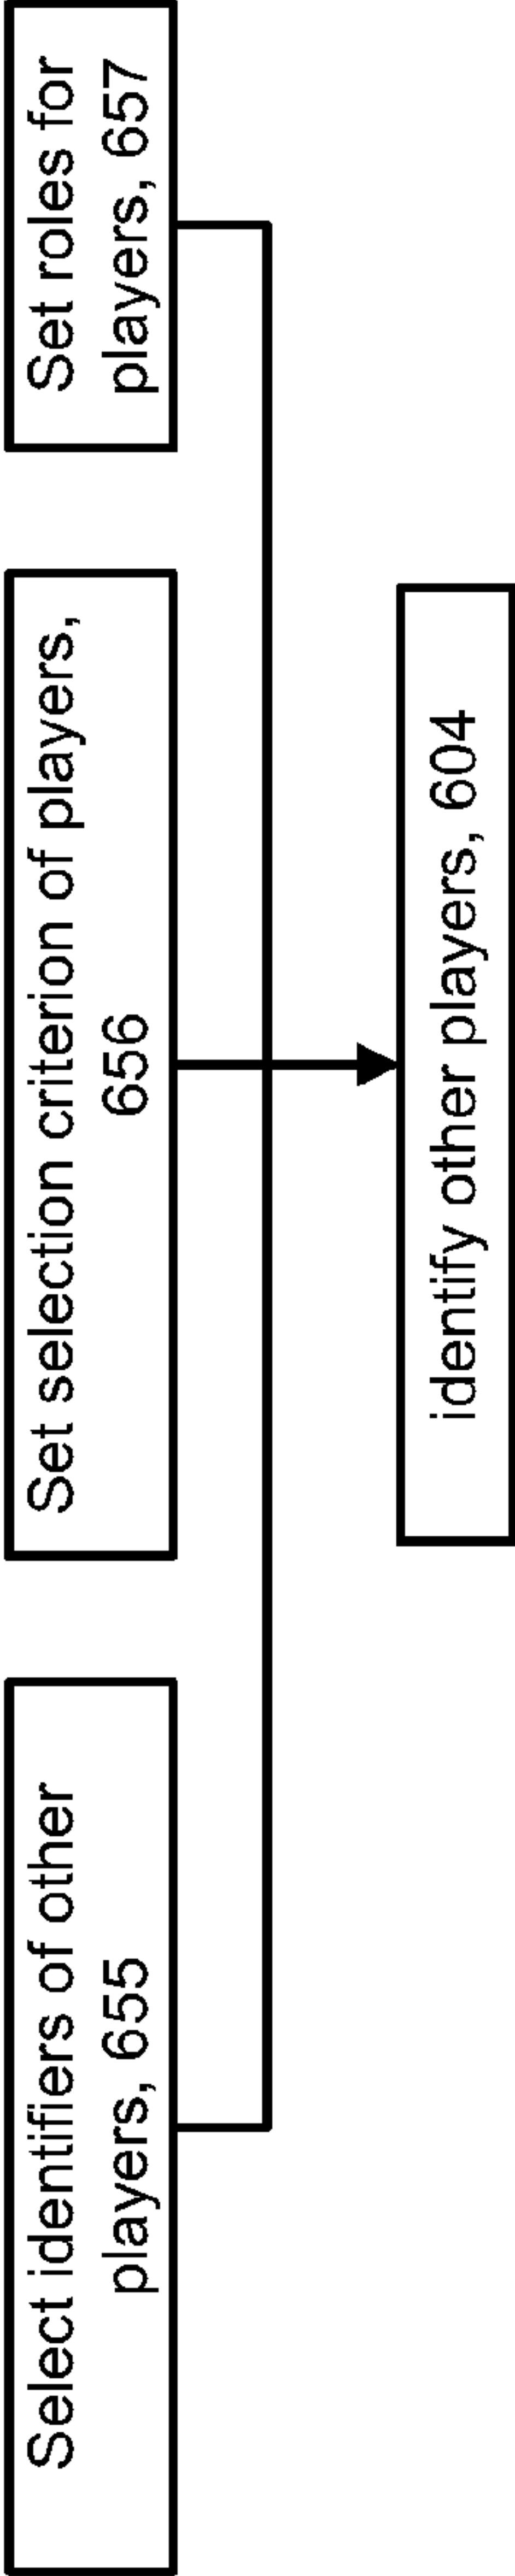 Select identifiers of other
players, 655
Set selection criterion of players,
656
Set roles for
players, 657
identify other players, 604